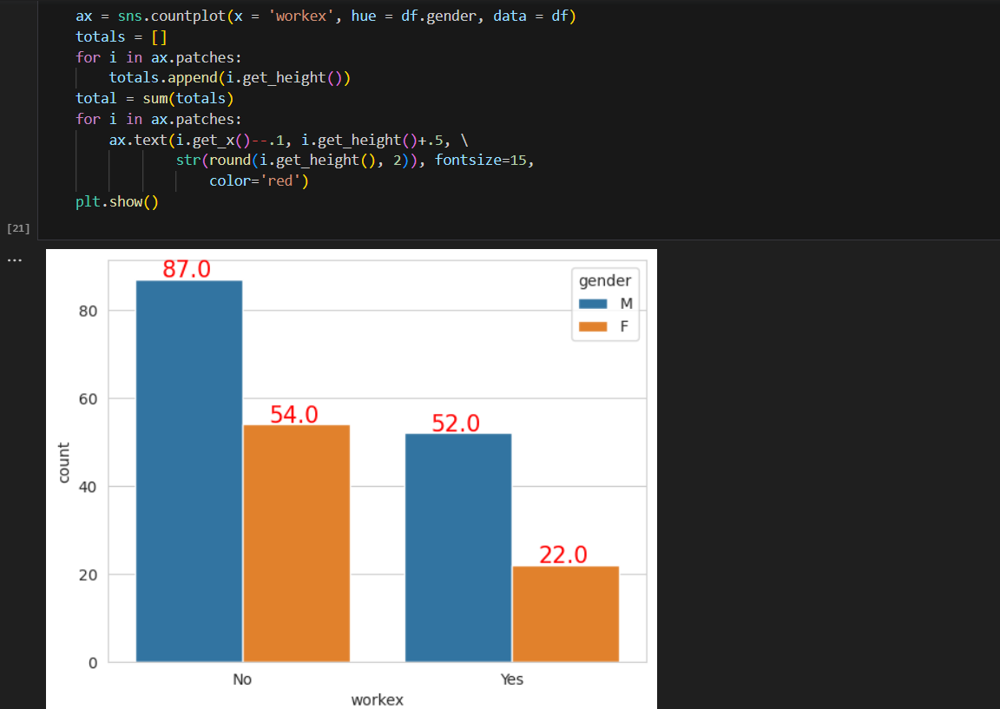 ax = sns.countplot(x = 'workex', hue = df.gender, data = df)
totals = []
for i in ax.patches:
totals.append(i.get_height())
total = sum(totals)
for i in ax.patches:
ax.text(i.get_x()--.1, i.get_height()+.5, \
str(round(i.get_height(), 2)), fontsize=15,
color='red')
plt.show()
[21]
...
87.0
54.0
52.0
22.0
gender
M
F
80
60
40
20
0
count
No
Yes
workex